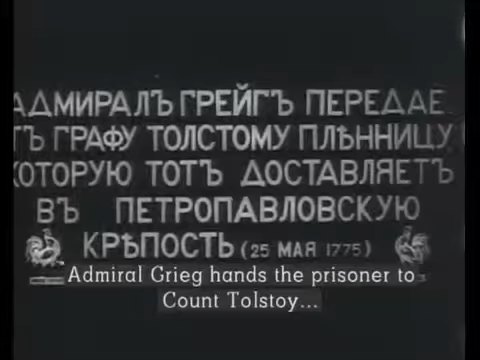 АДМИРАЛЪ ГРЕЙГЪ ПЕРЕДАЕ
ТЪ ГРАФУ ТОЛСТОМУ ПЛѢННИЦУ
КОТОРУЮ ТОТЪ ДОСТАВЛЯЕТЪ
ВЪ ПЕТРОПАВЛОВСКУЮ
КРѢПОСТЬ (25 МАЯ 1775)
Admiral Grieg hands the prisoner to
Count Tolstoy...